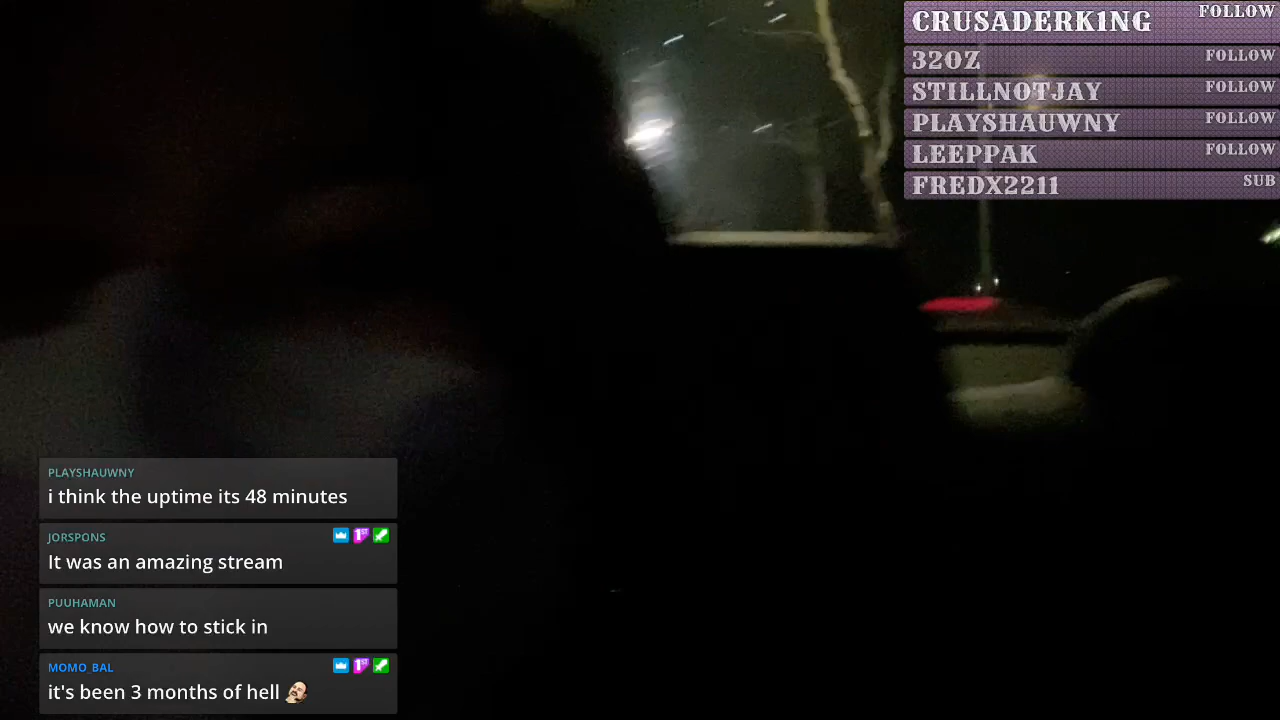 CRUSADERK1NG FOLLOW
32OZ FOLLOW
STILLNOTJAY FOLLOW
PLAYSHAUWNY FOLLOW
LEEPPAK FOLLOW
FREDX2211 SUB
PLAYSHAUWNY
i think the uptime its 48 minutes
JORSPONS
It was an amazing stream
PUUHAMAN
we know how to stick in
MOMO_BAL
it's been 3 months of hell